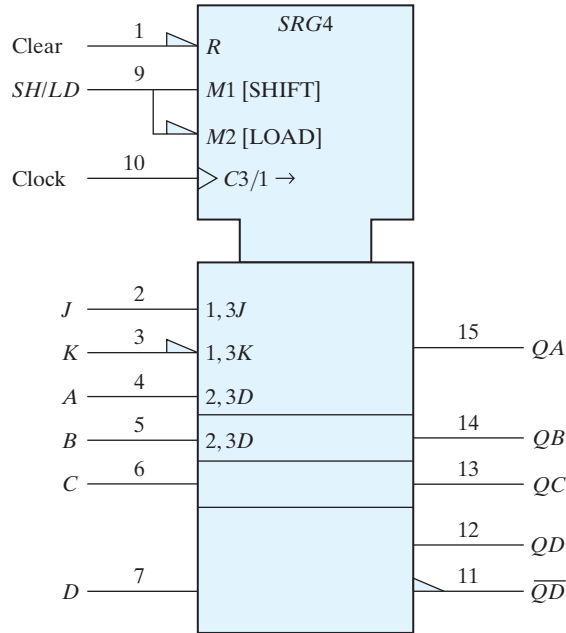 SRG4
Clear 1 R
SH/LD 9 M1 [SHIFT]
M2 [LOAD]
Clock 10 C3/1 →
J 2 1, 3J
K 3 1, 3K
15 QA
A 4 2, 3D
B 5 2, 3D
14 QB
C 6
13 QC
12 QD
D 7
11 Q̅D̅